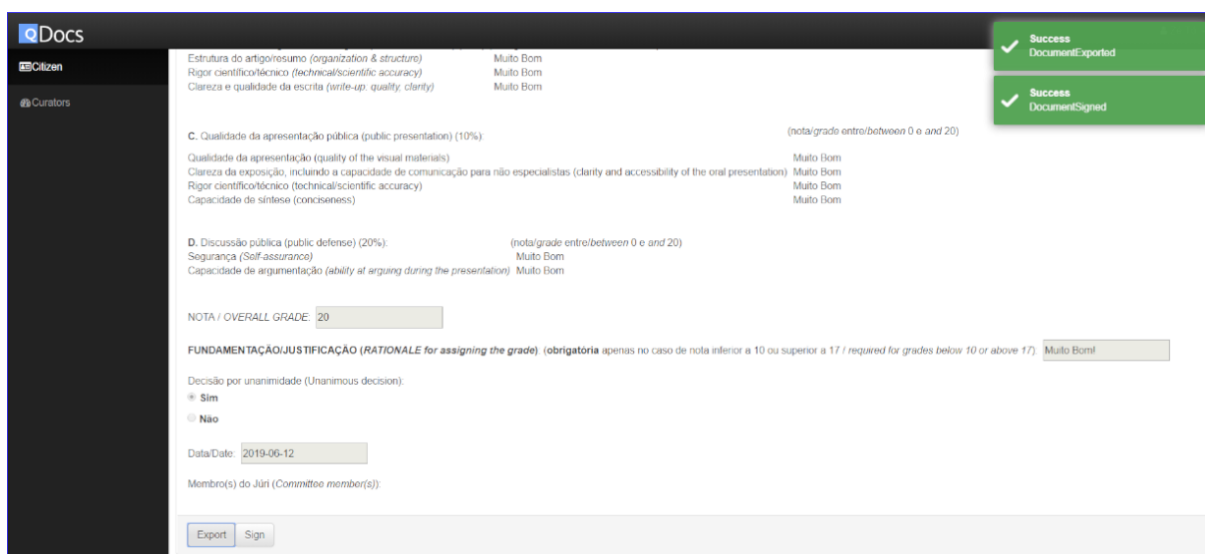 QDocs
Success
DocumentExported
Success
DocumentSigned
Citizen
Curators
Estrutura do artigo/resumo (organization & structure) Muito Bom
Rigor científico/técnico (technical/scientific accuracy) Muito Bom
Clareza e qualidade da escrita (write-up: quality, clarity) Muito Bom
C. Qualidade da apresentação pública (public presentation) (10%): (nota/grade entre/between 0 e and 20)
Qualidade da apresentação (quality of the visual materials) Muito Bom
Clareza da exposição, incluindo a capacidade de comunicação para não especialistas (clarity and accessibility of the oral presentation) Muito Bom
Rigor científico/técnico (technical/scientific accuracy) Muito Bom
Capacidade de síntese (conciseness) Muito Bom
D. Discussão pública (public defense) (20%): (nota/grade entre/between 0 e and 20)
Segurança (Self-assurance) Muito Bom
Capacidade de argumentação (ability at arguing during the presentation) Muito Bom
NOTA / OVERALL GRADE: 20
FUNDAMENTAÇÃO/JUSTIFICAÇÃO (RATIONALE for assigning the grade) (obrigatória apenas no caso de nota inferior a 10 ou superior a 17 / required for grades below 10 or above 17): Muito Bom!
Decisão por unanimidade (Unanimous decision):
Sim
Não
Data/Date: 2019-06-12
Membro(s) do Júri (Committee member(s)):
Export Sign